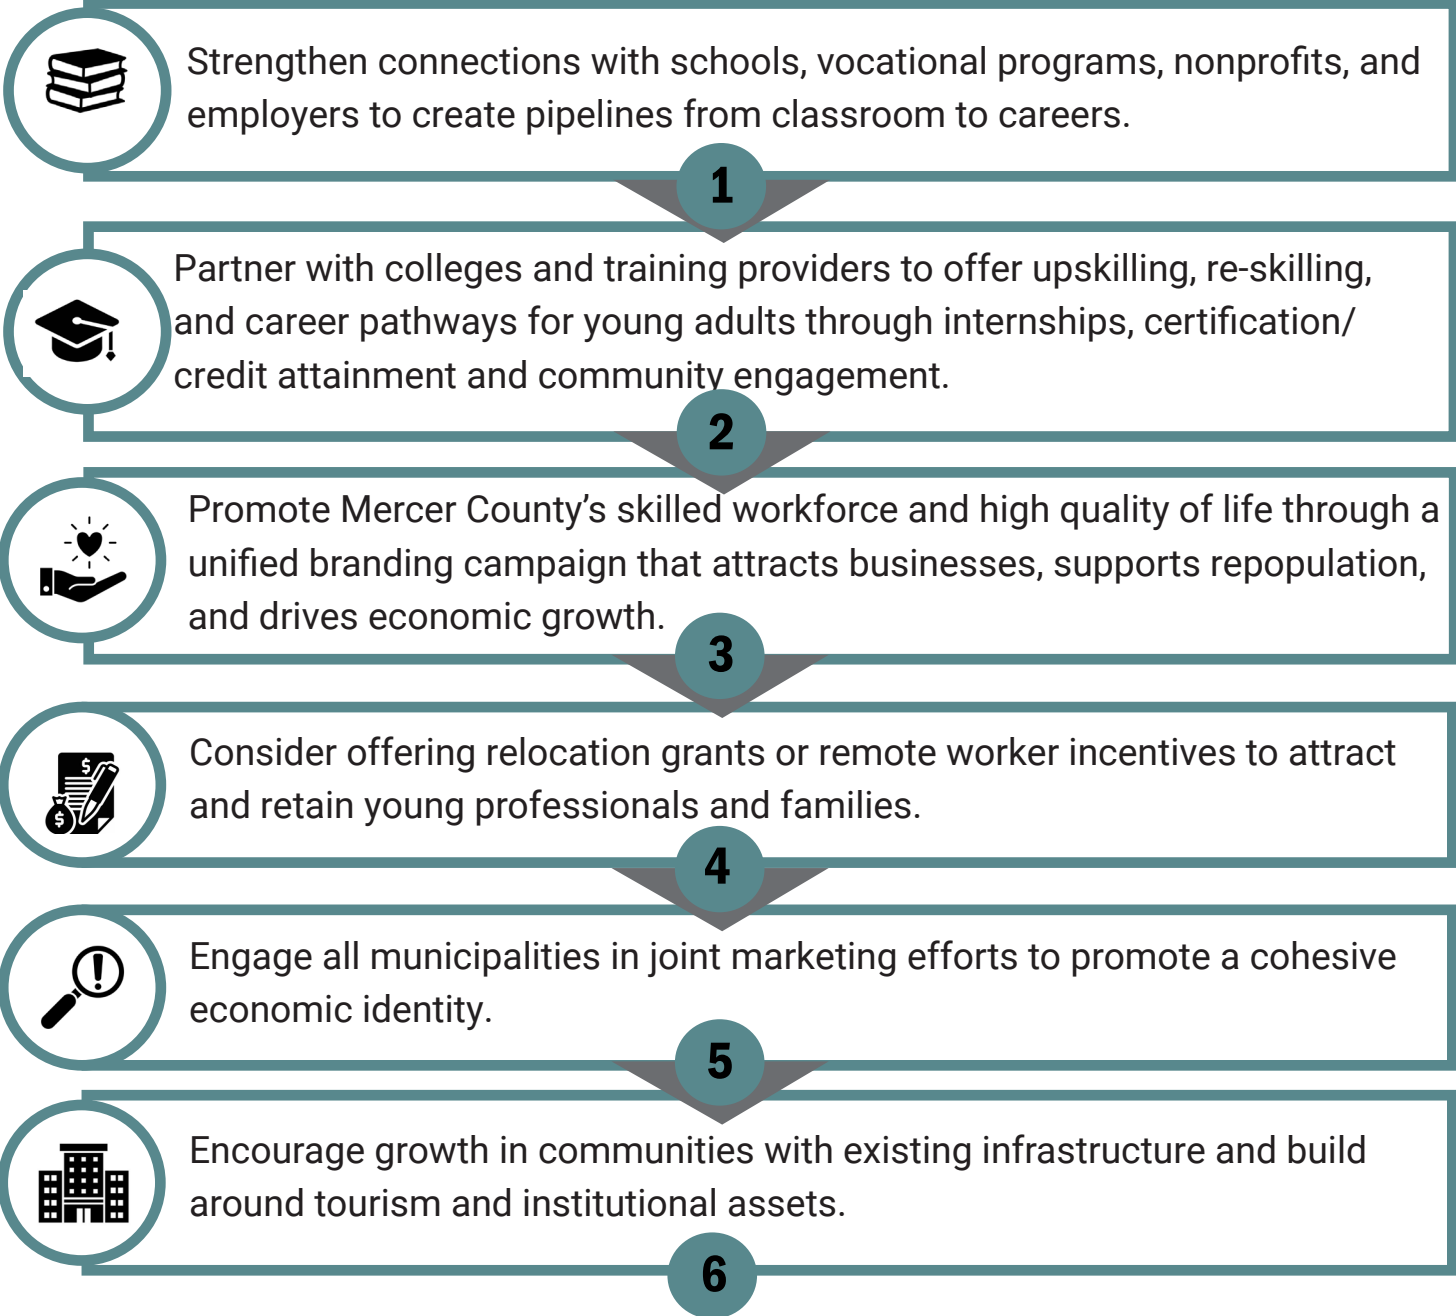 Strengthen connections with schools, vocational programs, nonprofits, and
employers to create pipelines from classroom to careers.
1
Partner with colleges and training providers to offer upskilling, re-skilling,
and career pathways for young adults through internships, certification/
credit attainment and community engagement.
2
Promote Mercer County’s skilled workforce and high quality of life through a
unified branding campaign that attracts businesses, supports repopulation,
and drives economic growth.
3
Consider offering relocation grants or remote worker incentives to attract
and retain young professionals and families.
$
$
4
Engage all municipalities in joint marketing efforts to promote a cohesive
economic identity.
!
5
Encourage growth in communities with existing infrastructure and build
around tourism and institutional assets.
6